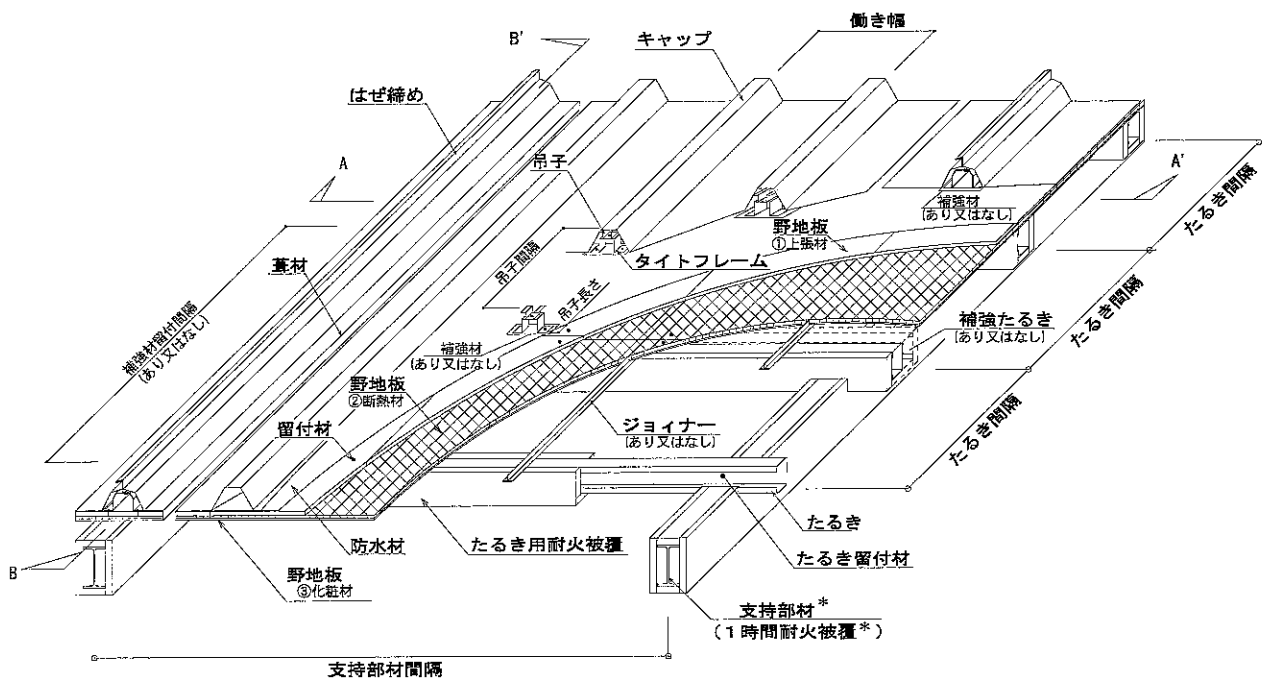 働き幅
B'
キャップ
はぜ締め
A
吊子
A'
補強材
(あり又はなし)
野地板
①上張材
たるき間隔
葺材
吊子間隔
タイトフレーム
吊子長さ
補強材留付間隔
(あり又はなし)
補強材
(あり又はなし)
補強たるき
(あり又はなし)
たるき間隔
野地板
②断熱材
留付材
ジョイナー
(あり又はなし)
たるき間隔
たるき
防水材
たるき用耐火被覆
たるき留付材
B
野地板
③化粧材
支持部材*
(1時間耐火被覆*)
支持部材間隔